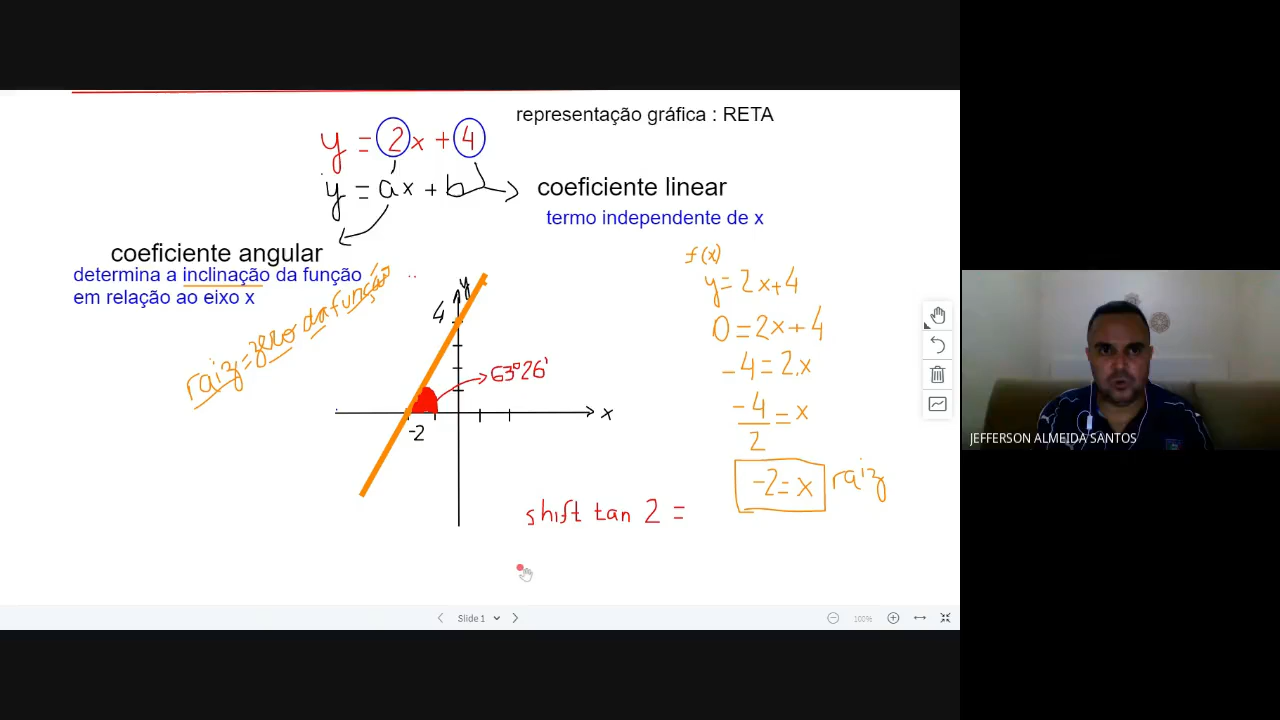 representação gráfica : RETA
y = 2x + 4
y = ax + b
coeficiente linear
termo independente de x
coeficiente angular
determina a inclinação da função
em relação ao eixo x
raiz = zero da função
y
4
63º26'
x
-2
f(x)
y = 2x + 4
0 = 2x + 4
-4 = 2.x
-4
2
= x
-2 = x raiz
shift tan 2 =
JEFFERSON ALMEIDA SANTOS
Slide 1
100%